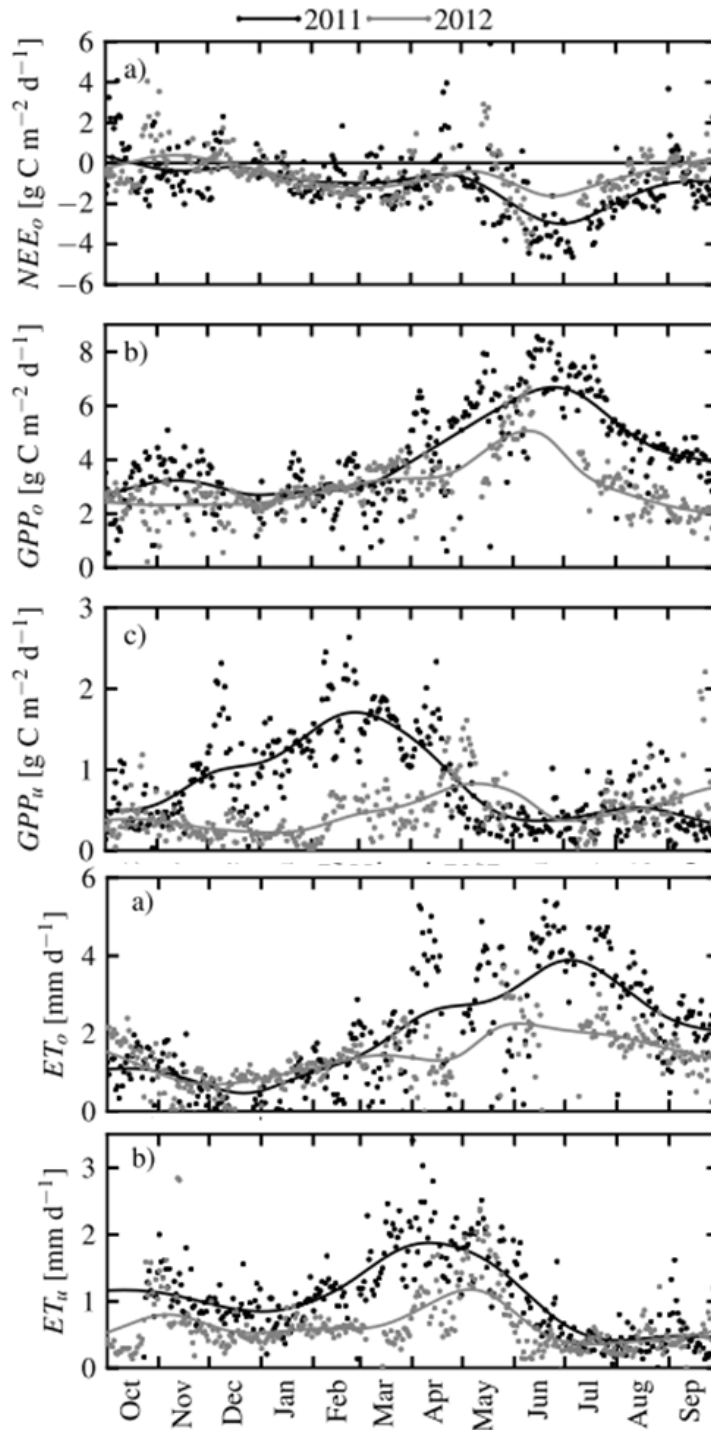 2011 2012
a)
6
4
2
0
−2
−4
−6
NEEₒ [g C m⁻² d⁻¹]
b)
8
6
4
2
0
GPPₒ [g C m⁻² d⁻¹]
c)
3
2
1
0
GPPᵤ [g C m⁻² d⁻¹]
a)
4
2
0
ETₒ [mm d⁻¹]
b)
3
2
1
0
ETᵤ [mm d⁻¹]
Oct Nov Dec Jan Feb Mar Apr May Jun Jul Aug Sep